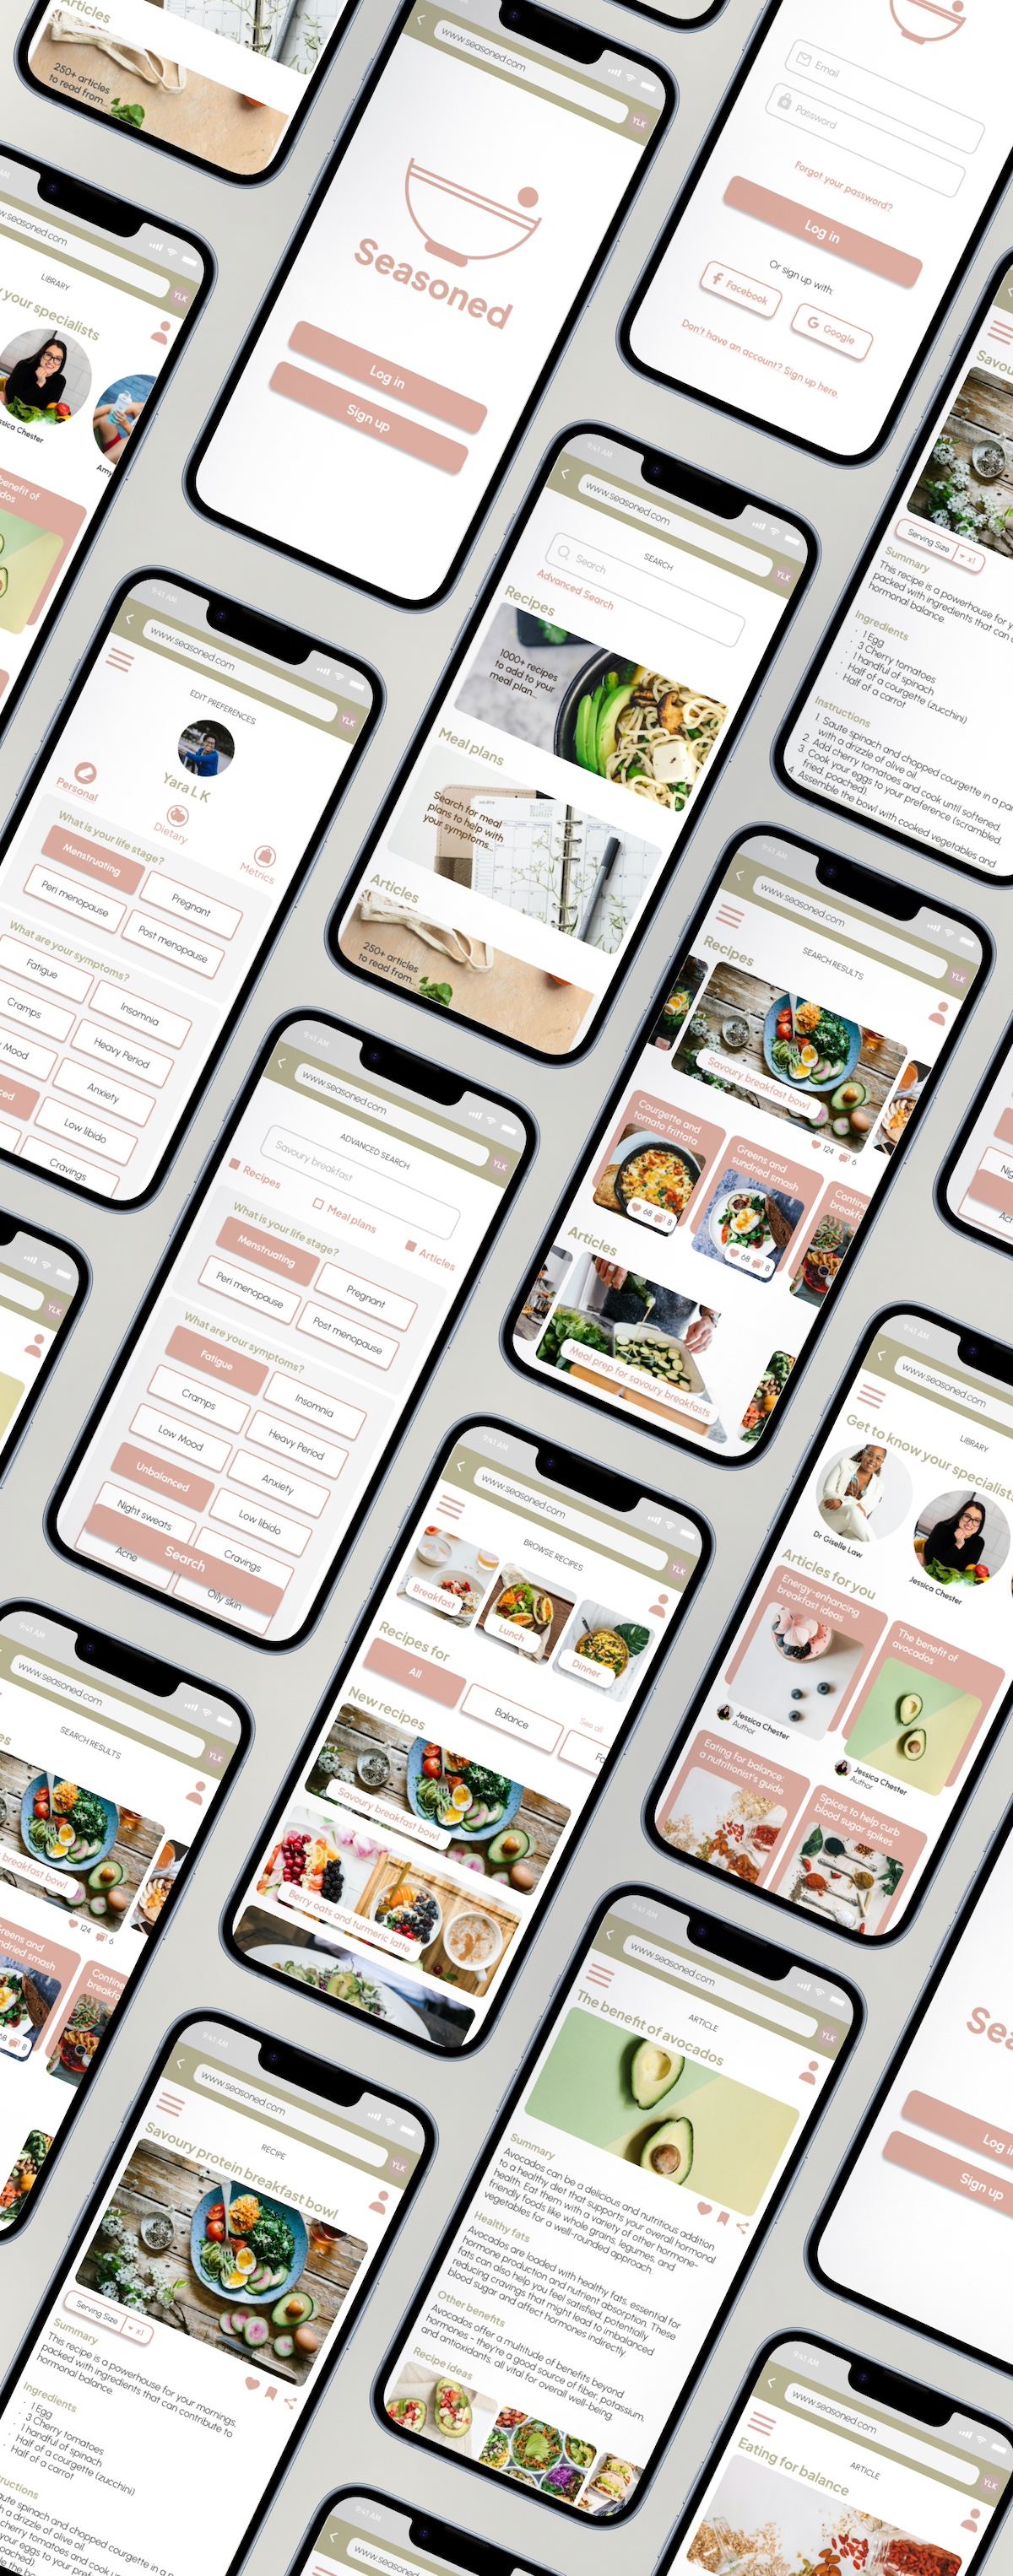 Articles
250+ articles
to read from...
www.seasoned.com
YLK
Seasoned
Log in
Sign up
Email
Password
Forgot your password?
Log in
Or sign up with:
Facebook
Google
Don't have an account? Sign up here.
.seasoned.com
YLK
LIBRARY
your specialists
ssica Chester
Amy
benefit of
ados
9:41 AM
www.seasoned.com
YLK
SEARCH
Search
Advanced Search
Recipes
1000+ recipes
to add to your
meal plan...
Meal plans
Search for meal
plans to help with
your symptoms...
Articles
250+ articles
to read from...
Savou
Serving Size
x1
Summary
This recipe is a powerhouse for y
packed with ingredients that can
hormonal balance.
Ingredients
· 1 Egg
· 3 Cherry tomatoes
· 1 handful of spinach
· Half of a courgette (zucchini)
· Half of a carrot
Instructions
1. Saute spinach and chopped courgette in a pa
with a drizzle of olive oil.
2. Add cherry tomatoes and cook until softened.
3. Cook your eggs to your preference (scrambled,
fried, poached)
4. Assemble the bowl with cooked vegetables and
9:41 AM
www.seasoned.com
YLK
EDIT PREFERENCES
Yara L K
Personal
Dietary
Metrics
What is your life stage?
Menstruating
Pregnant
Peri menopause
Post menopause
What are your symptoms?
Fatigue
Insomnia
Cramps
Heavy Period
Mood
Anxiety
ced
Low libido
Cravings
9:41 AM
www.seasoned.com
YLK
SEARCH RESULTS
Recipes
Savoury breakfast bowl
124
6
Courgette and
tomato frittata
68
8
Greens and
sundried smash
68
8
Contine
breakfa
Articles
Meal prep for savoury breakfasts
9:41 AM
www.seasoned.com
YLK
ADVANCED SEARCH
Savoury breakfast
Recipes
Meal plans
Articles
What is your life stage?
Menstruating
Pregnant
Peri menopause
Post menopause
What are your symptoms?
Fatigue
Insomnia
Cramps
Heavy Period
Low Mood
Anxiety
Unbalanced
Low libido
Night sweats
Cravings
Acne
Search
Oily skin
Nig
Ac
YLK
9:41 AM
www.seasoned.com
LIBRARY
Get to know your specialists
Dr Giselle Law
Jessica Chester
Articles for you
Energy-enhancing
breakfast ideas
Jessica Chester
Author
The benefit of
avocados
Jessica Chester
Author
Eating for balance:
a nutritionist's guide
Spices to help curb
blood sugar spikes
9:41 AM
www.seasoned.com
YLK
BROWSE RECIPES
Breakfast
Lunch
Dinner
Recipes for
All
Balance
Fa
See all
New recipes
Savoury breakfast bowl
Berry oats and turmeric latte
9:41 AM
www.seasoned.com
YLK
SEARCH RESULTS
es
breakfast bowl
124
6
Greens and
ndried smash
68
8
Contine
breakfa
9:41 AM
www.seasoned.com
YLK
ARTICLE
The benefit of avocados
Summary
Avocados can be a delicious and nutritious addition
to a healthy diet that supports your overall hormonal
health. Eat them with a variety of other hormone-
friendly foods like whole grains, legumes, and
vegetables for a well-rounded approach.
Healthy fats
Avocados are loaded with healthy fats, essential for
hormone production and nutrient absorption. These
fats can also help you feel satisfied, potentially
reducing cravings that might lead to imbalanced
blood sugar and affect hormones indirectly.
Other benefits
Avocados offer a multitude of benefits beyond
hormones - they're a good source of fiber, potassium,
and antioxidants, all vital for overall well-being.
Recipe ideas
Sea
Log in
Sign up
9:41 AM
www.seasoned.com
YLK
RECIPE
Savoury protein breakfast bowl
Serving Size
x1
Summary
This recipe is a powerhouse for your mornings,
packed with ingredients that can contribute to
hormonal balance.
Ingredients
· 1 Egg
· 3 Cherry tomatoes
· 1 handful of spinach
· Half of a courgette (zucchini)
· Half of a carrot
structions
aute spinach and chopped courgette in a p
h a drizzle of olive oil
cherry tomatoes and cook u
your eggs to your pref
oached)
9:41 AM
www.seasoned.com
YLK
ARTICLE
Eating for balance
www.seasoned.com